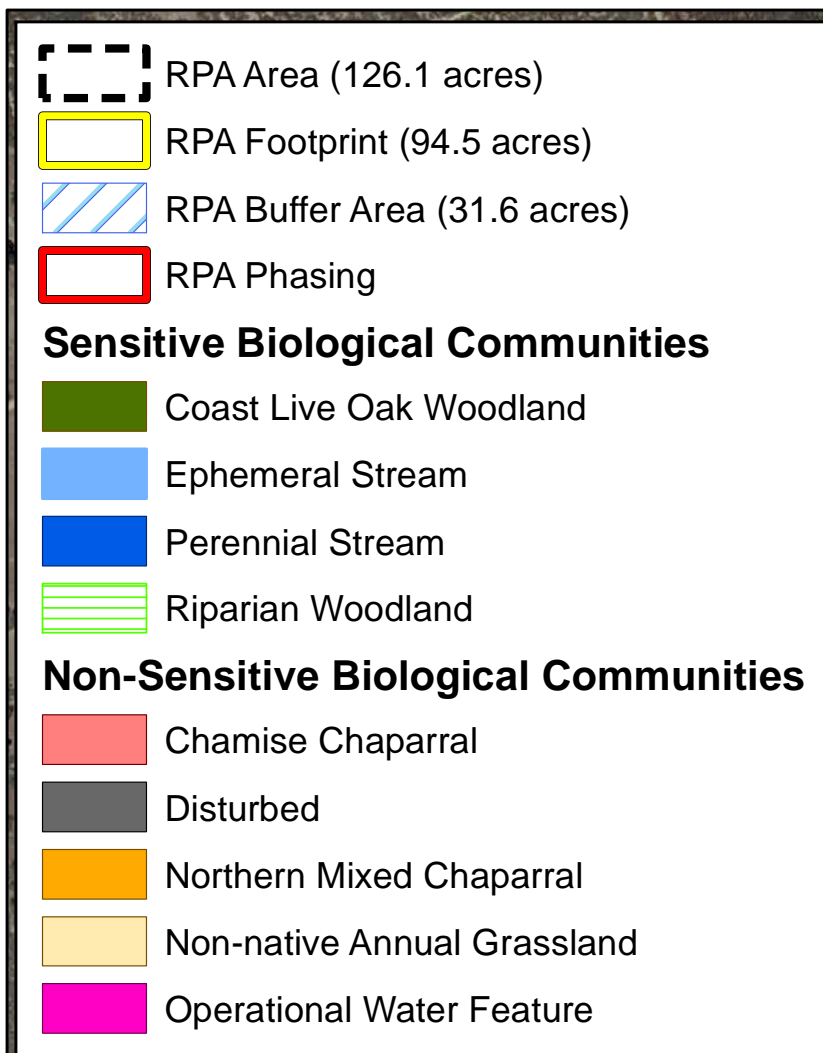 RPA Area (126.1 acres)
RPA Footprint (94.5 acres)
RPA Buffer Area (31.6 acres)
RPA Phasing
Sensitive Biological Communities
Coast Live Oak Woodland
Ephemeral Stream
Perennial Stream
Riparian Woodland
Non-Sensitive Biological Communities
Chamise Chaparral
Disturbed
Northern Mixed Chaparral
Non-native Annual Grassland
Operational Water Feature